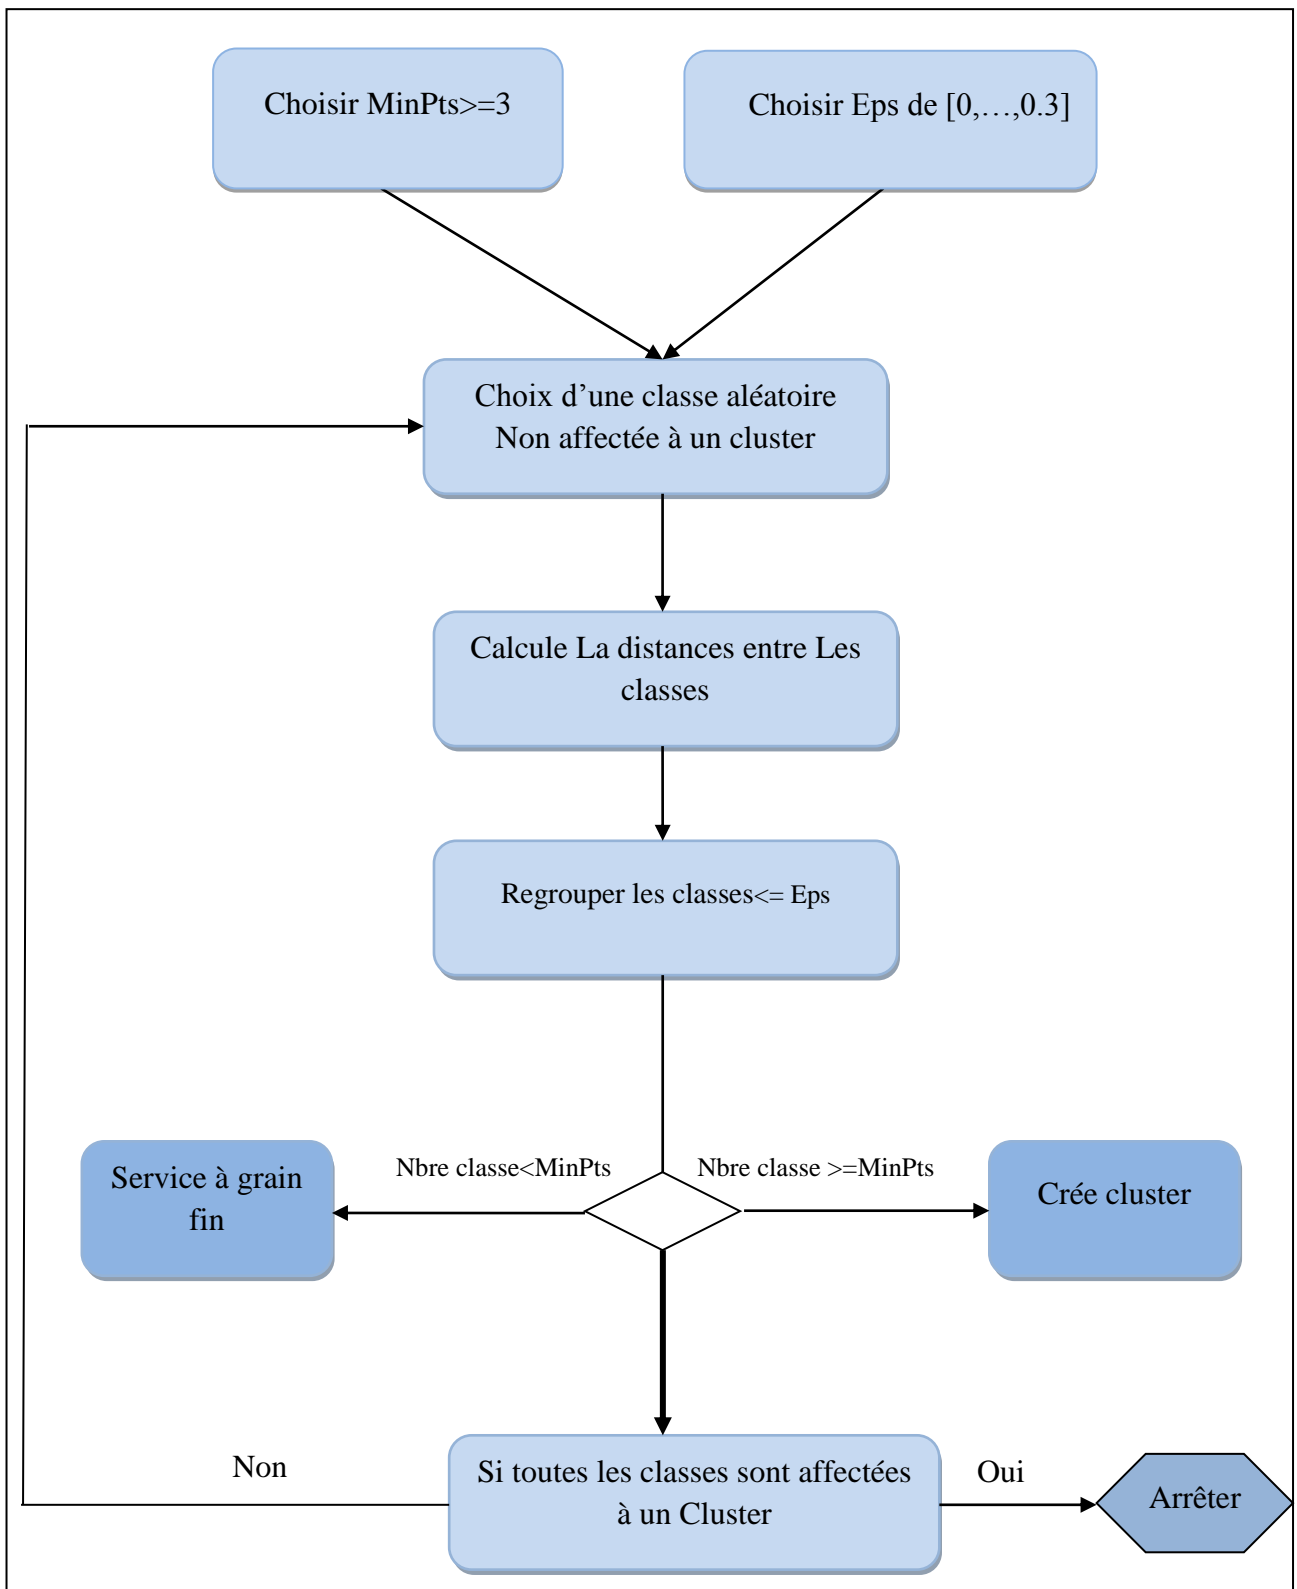 Choisir MinPts>=3
Choisir Eps de [0,…,0.3]
Choix d’une classe aléatoire
Non affectée à un cluster
Calcule La distances entre Les
classes
Regrouper les classes<= Eps
Nbre classe<MinPts
Nbre classe >=MinPts
Service à grain
fin
Crée cluster
Non
Si toutes les classes sont affectées
à un Cluster
Oui
Arrêter